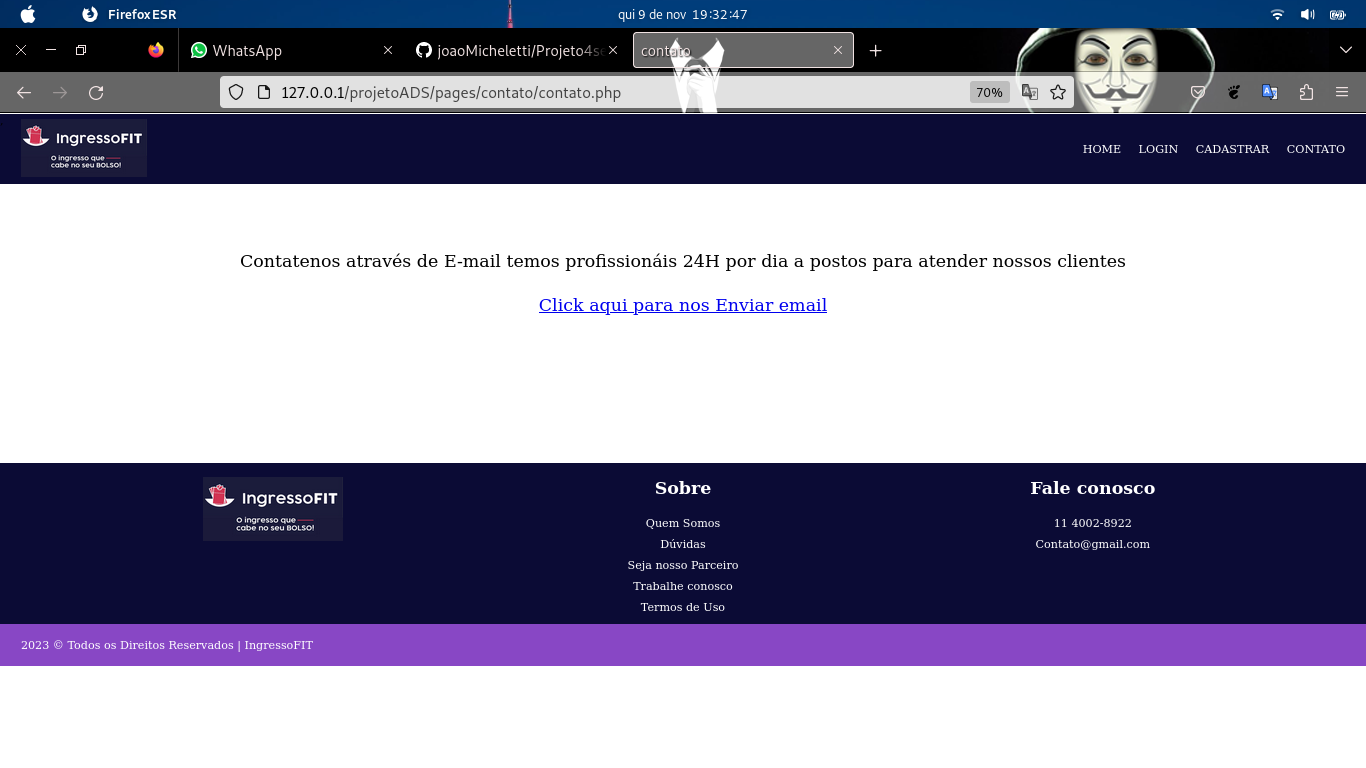 Firefox ESR
qui 9 de nov 19:32:47
WhatsApp
joaoMicheletti/Projeto4se
contato
127.0.0.1/projetoADS/pages/contato/contato.php
70%
IngressoFIT
O ingresso que
cabe no seu BOLSO!
HOME LOGIN CADASTRAR CONTATO
Contatenos através de E-mail temos profissionáis 24H por dia a postos para atender nossos clientes
Click aqui para nos Enviar email
IngressoFIT
O ingresso que
cabe no seu BOLSO!
Sobre
Quem Somos
Dúvidas
Seja nosso Parceiro
Trabalhe conosco
Termos de Uso
Fale conosco
11 4002-8922
Contato@gmail.com
2023 © Todos os Direitos Reservados | IngressoFIT